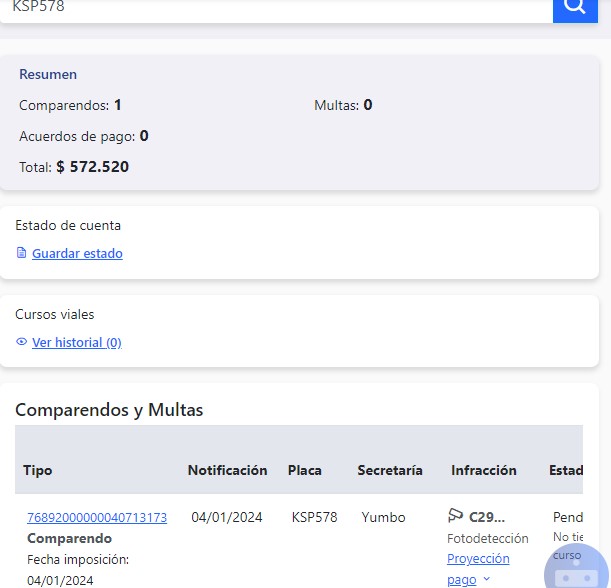 KSP578
Resumen
Comparendos: 1 Multas: 0
Acuerdos de pago: 0
Total: $ 572.520
Estado de cuenta
Guardar estado
Cursos viales
Ver historial (0)
Comparendos y Multas
Tipo Notificación Placa Secretaría Infracción Estad
76892000000040713173 04/01/2024 KSP578 Yumbo C29... Pend
Comparendo Fotodetección No tie
Fecha imposición: Proyección curso
04/01/2024 pago